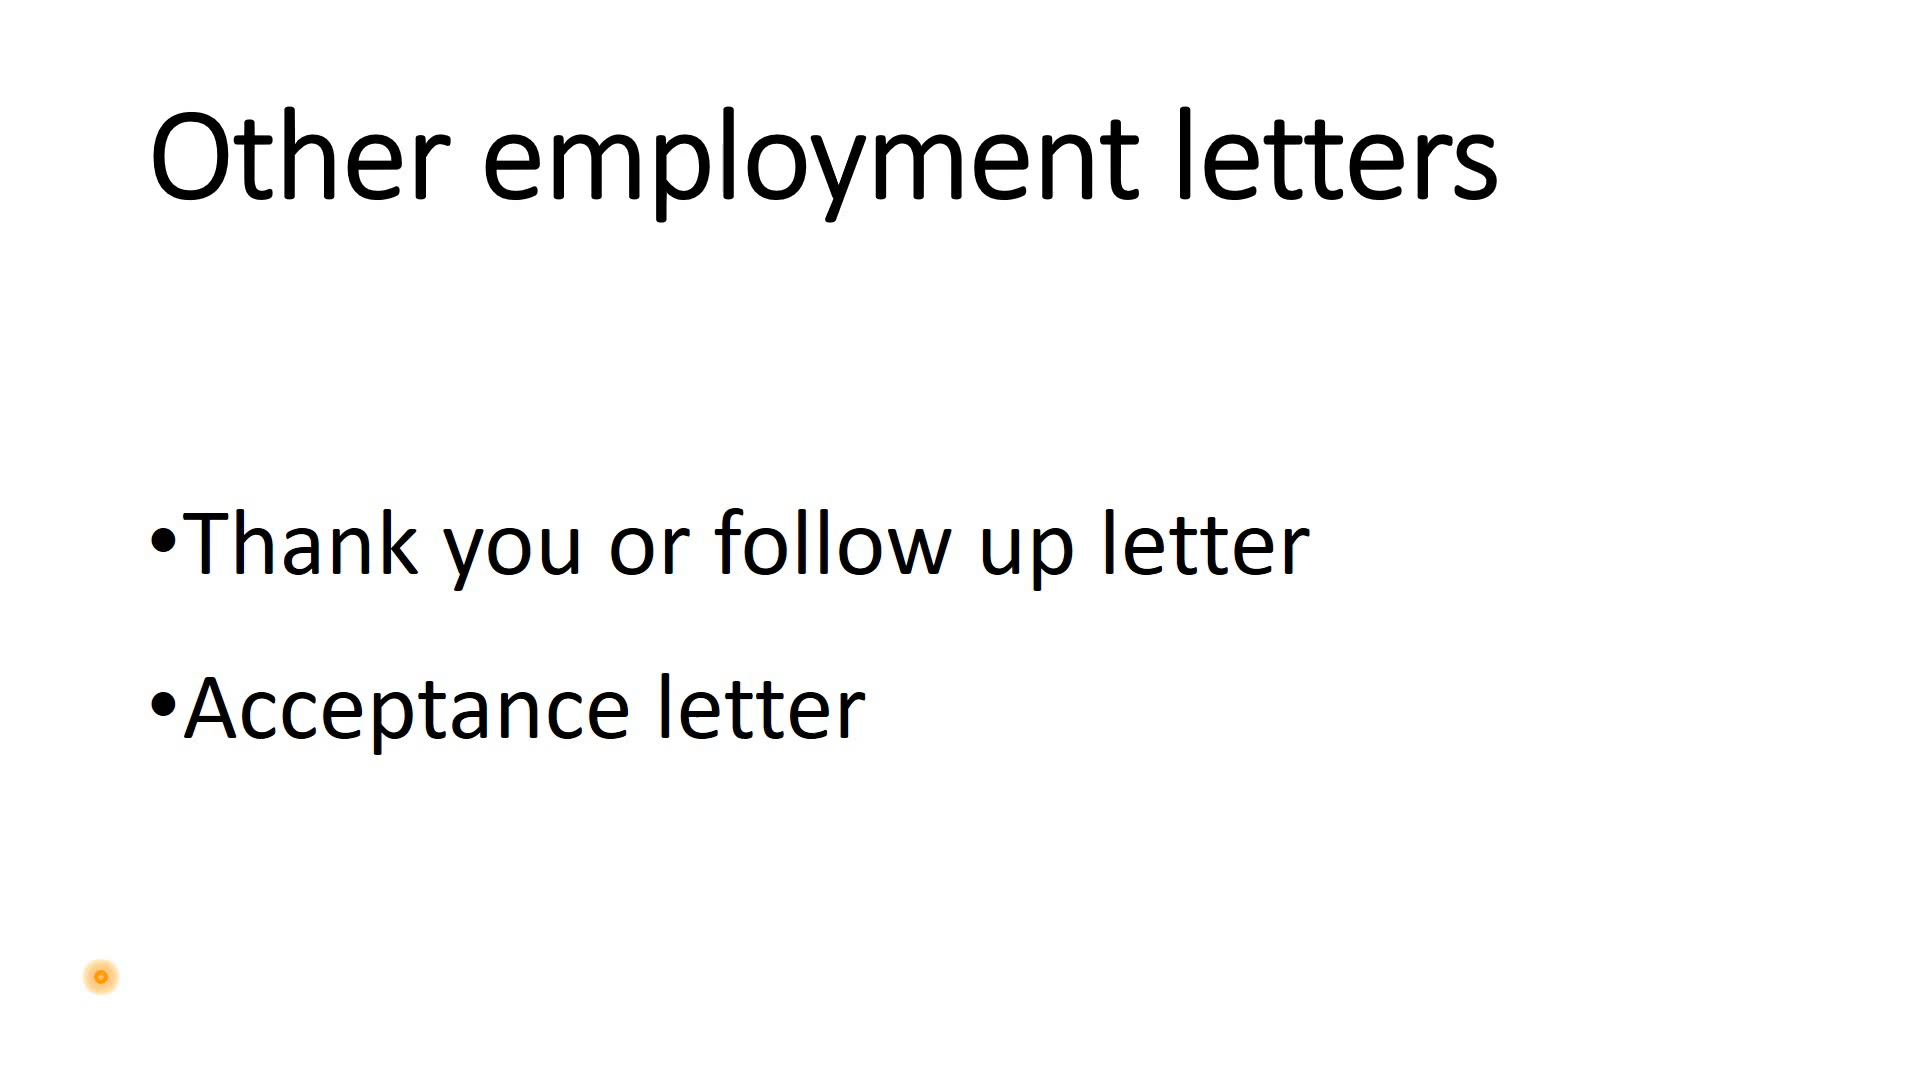 Other employment letters
•Thank you or follow up letter
•Acceptance letter